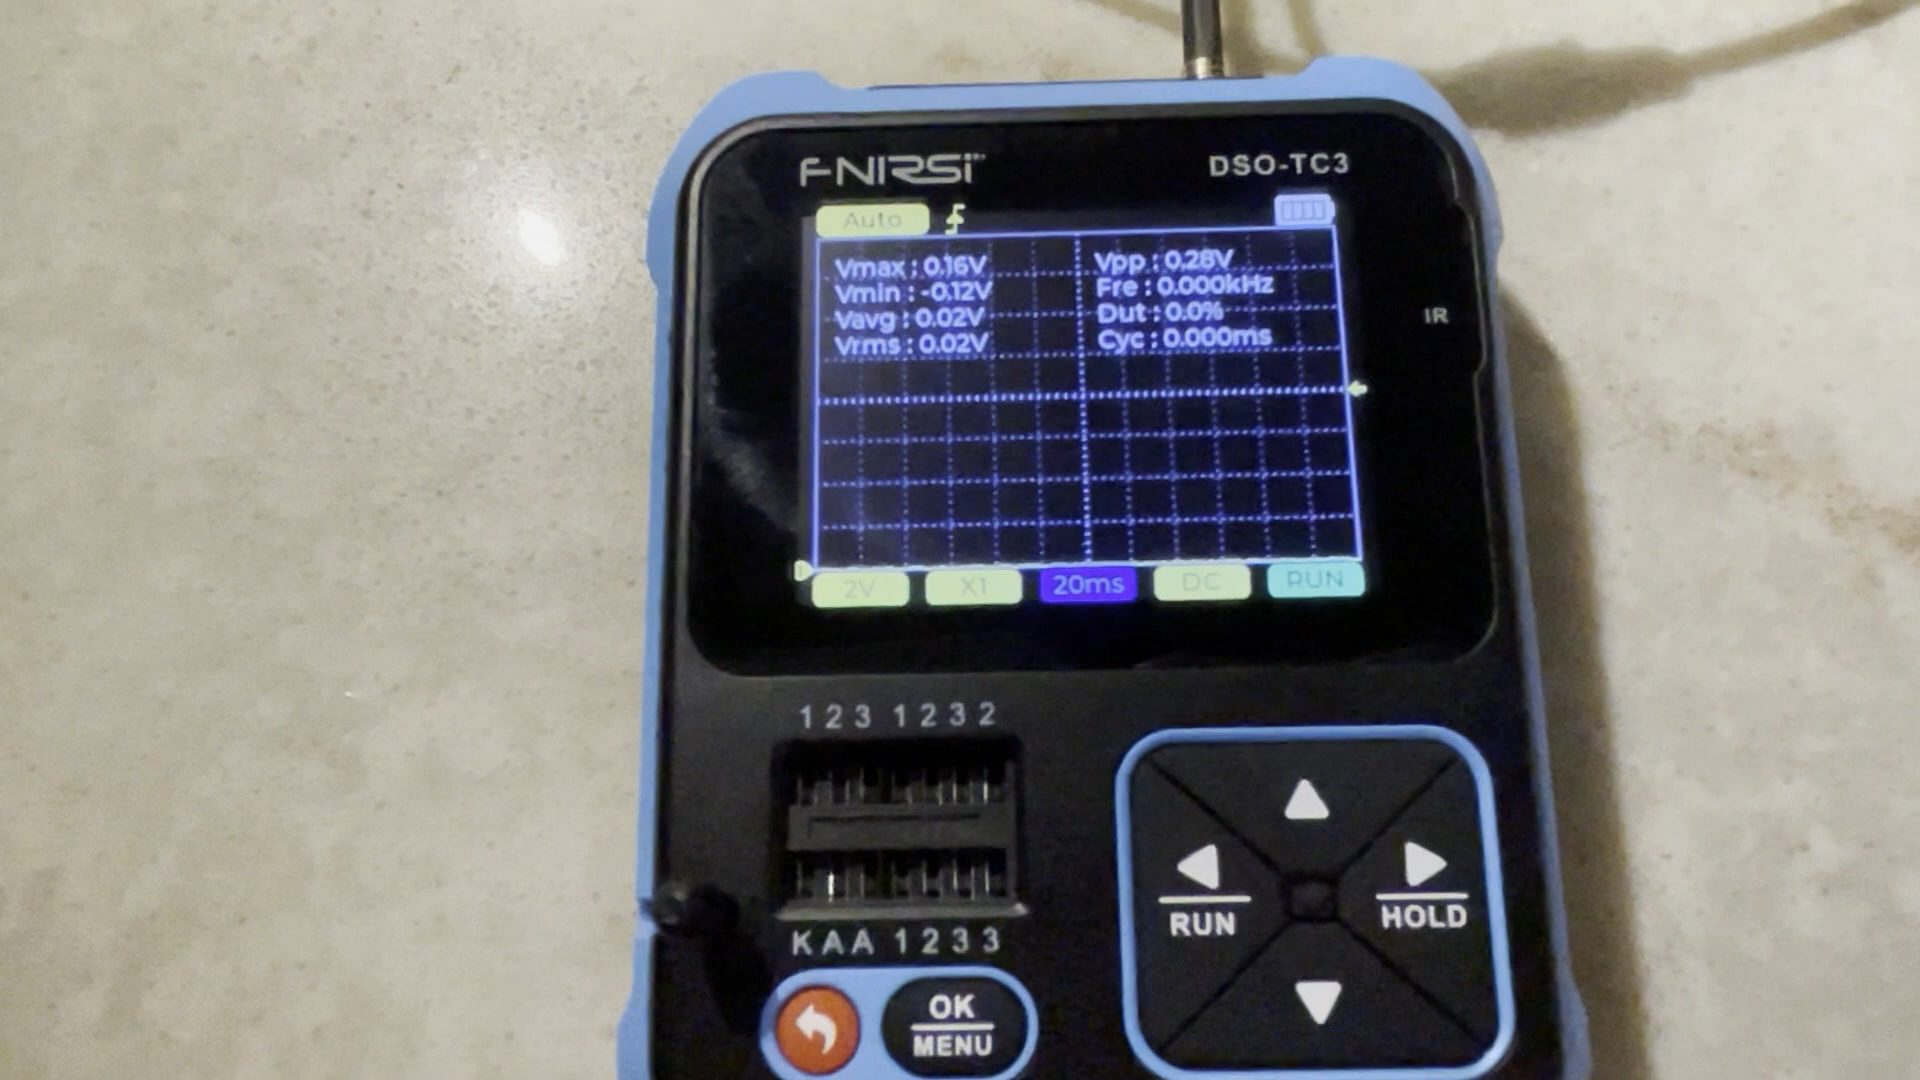 FNIRSI DSO-TC3
Auto
Vmax : 0.16V Vpp : 0.28V
Vmin : -0.12V Fre : 0.000kHz
Vavg : 0.02V Dut : 0.0%
Vrms : 0.02V Cyc : 0.000ms
IR
2V X1 20ms DC RUN
1 2 3 1 2 3 2
K A A 1 2 3 3
RUN HOLD
OK
MENU